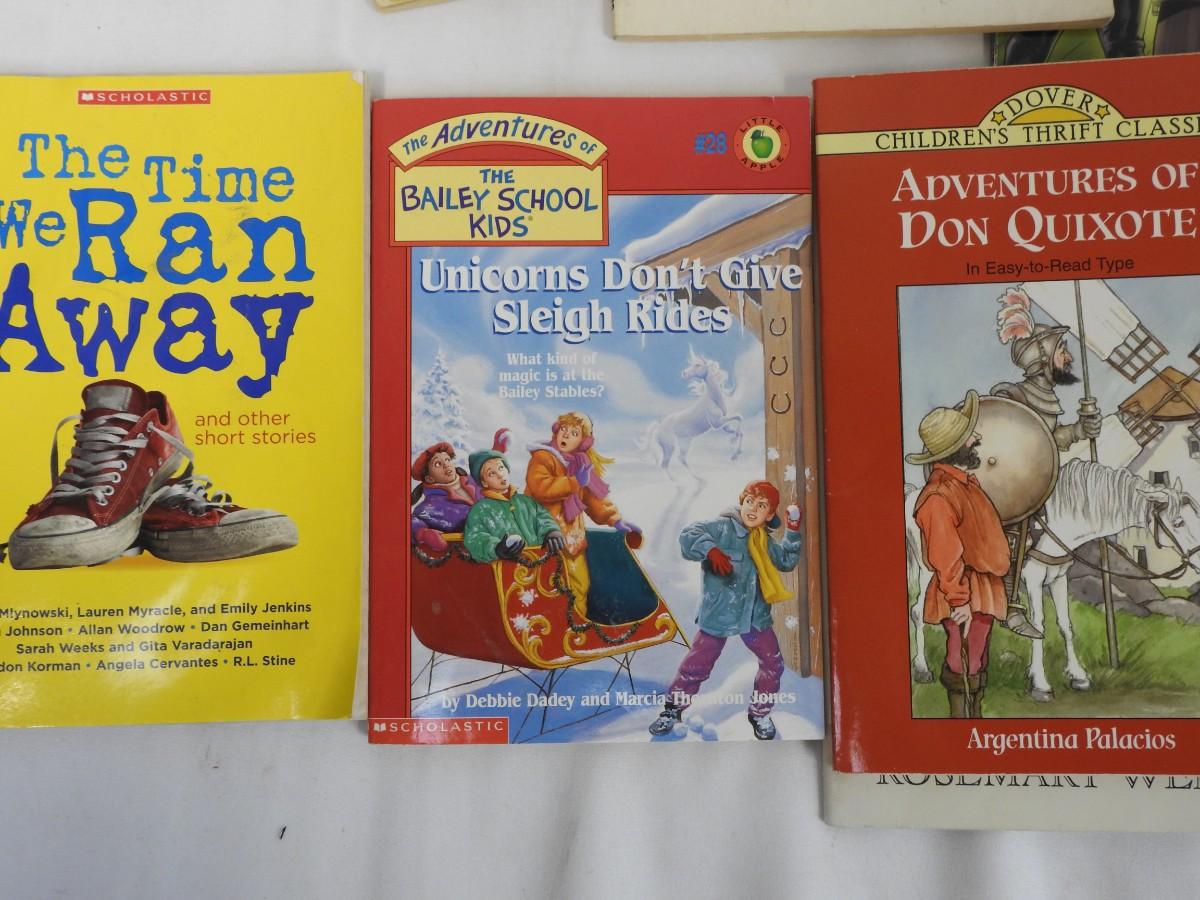 SCHOLASTIC
The Time
We Ran
Away
and other
short stories
Mlynowski, Lauren Myracle, and Emily Jenkins
Johnson • Allan Woodrow • Dan Gemeinhart
Sarah Weeks and Gita Varadarajan
don Korman • Angela Cervantes • R.L. Stine
The Adventures of
THE
BAILEY SCHOOL
KIDS®
#28
LITTLE
APPLE
Unicorns Don't Give
Sleigh Rides
What kind of
magic is at the
Bailey Stables?
by Debbie Dadey and Marcia Thornton Jones
SCHOLASTIC
DOVER
CHILDREN'S THRIFT CLASSI
ADVENTURES OF
DON QUIXOTE
In Easy-to-Read Type
Argentina Palacios
ROSEMARY WE